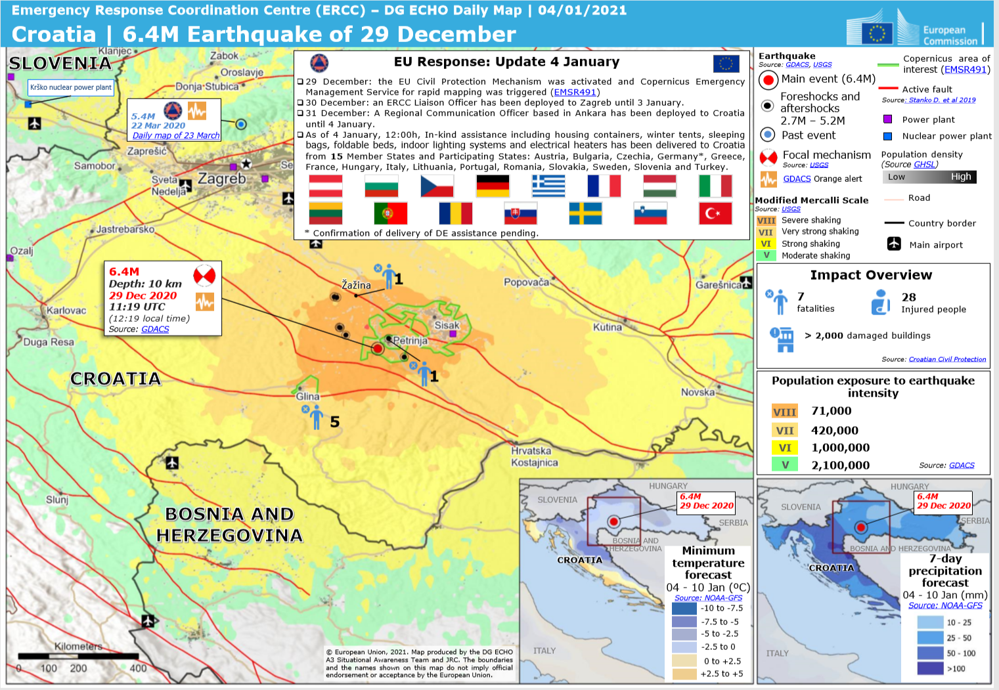 Emergency Response Coordination Centre (ERCC) – DG ECHO Daily Map | 04/01/2021
Croatia | 6.4M Earthquake of 29 December
European
Commission
EU Response: Update 4 January
❑ 29 December: the EU Civil Protection Mechanism was activated and Copernicus Emergency
Management Service for rapid mapping was triggered (EMSR491)
❑ 30 December: an ERCC Liaison Officer has been deployed to Zagreb until 3 January.
❑ 31 December: A Regional Communication Officer based in Ankara has been deployed to Croatia
until 4 January.
❑ As of 4 January, 12:00h, In-kind assistance including housing containers, winter tents, sleeping
bags, foldable beds, indoor lighting systems and electrical heaters has been delivered to Croatia
from 15 Member States and Participating States: Austria, Bulgaria, Czechia, Germany*, Greece,
France, Hungary, Italy, Lithuania, Portugal, Romania, Slovakia, Sweden, Slovenia and Turkey.
* Confirmation of delivery of DE assistance pending.
Klanjec
SLOVENIA
Zabok
Oroslavje
Donja-Stubica
Krško nuclear power plant
5.4M
22 Mar 2020
Daily map of 23 March
Zaprešić
Samobor
Sveta
Nedelja
Zagreb
Se
Jastrebarsko
Ozalj
6.4M
Depth: 10 km
29 Dec 2020
11:19 UTC
(12:19 local time)
Source: GDACS
Žažina
1
Popovača
Garešnica
Karlovac
Sisak
Kutina
Duga Resa
Petrinja
CROATIA
1
Glina
5
Novska
Hrvatska
Kostajnica
Slunj
BOSNIA AND
HERZEGOVINA
Kilometers
0 100 200 400
© European Union, 2021. Map produced by the DG ECHO
A3 Situational Awareness Team and JRC. The boundaries
and the names shown on this map do not imply official
endorsement or acceptance by the European Union.
Earthquake
Source: GDACS, USGS
Main event (6.4M)
Foreshocks and
aftershocks
2.7M – 5.2M
Past event
Focal mechanism
Source: USGS
GDACS Orange alert
Modified Mercalli Scale
Source: USGS
VIII Severe shaking
VII Very strong shaking
VI Strong shaking
V Moderate shaking
Copernicus area of
interest (EMSR491)
Active fault
Source: Stanko D. et al 2019
Power plant
Nuclear power plant
Population density
(Source GHSL)
Low High
Road
Country border
Main airport
Impact Overview
7
fatalities
28
Injured people
> 2,000 damaged buildings
Source: Croatian Civil Protection
Population exposure to earthquake
intensity
VIII 71,000
VII 420,000
VI 1,000,000
V 2,100,000
Source: GDACS
HUNGARY
SLOVENIA
6.4M
29 Dec 2020
SERBIA
BOSNIA AND
HERZEGOVINA
CROATIA
ITALY
Minimum
temperature
forecast
04 - 10 Jan (ºC)
Source: NOAA-GFS
-10 to -7.5
-7.5 to -5
-5 to -2.5
-2.5 to 0
0 to +2.5
+2.5 to +5
HUNGARY
SLOVENIA
6.4M
29 Dec 2020
SERBIA
BOSNIA AND HERZEGOVINA
CROATIA
ITALY
7-day
precipitation
forecast
04 - 10 Jan (mm)
Source: NOAA-GFS
10 - 25
25 - 50
50 - 100
>100